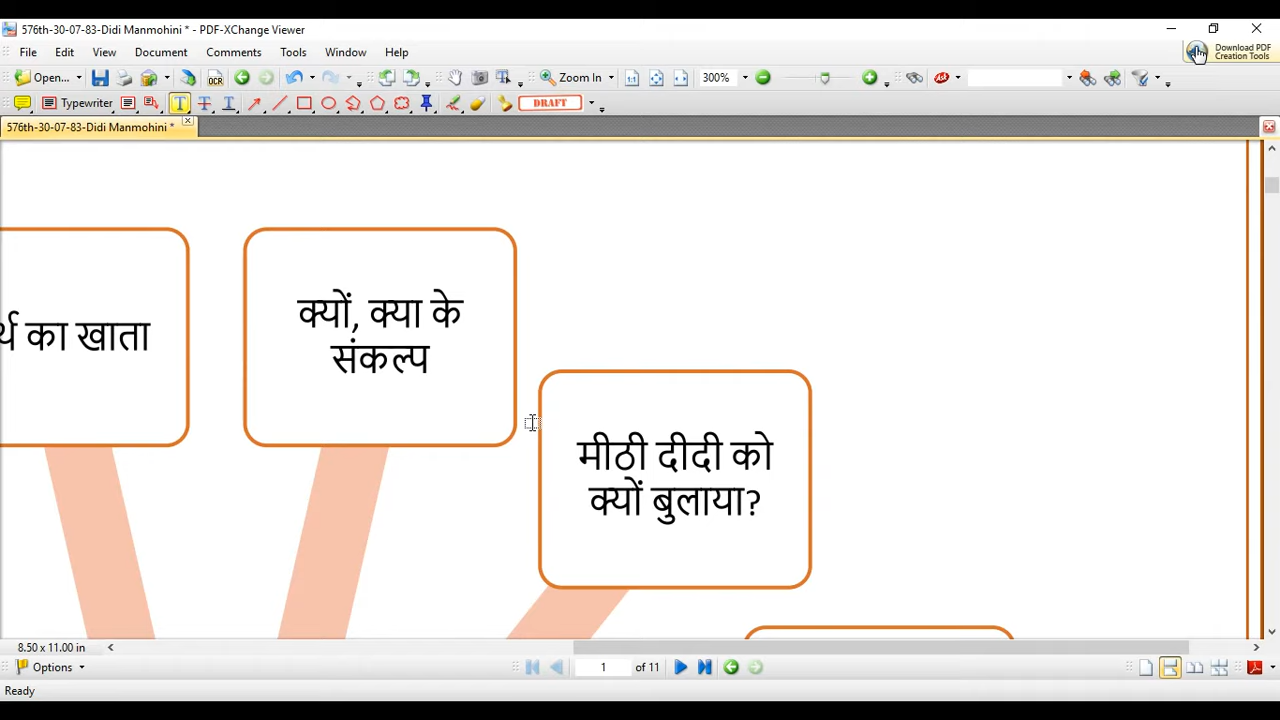 576th-30-07-83-Didi Manmohini * - PDF-XChange Viewer
File Edit View Document Comments Tools Window Help
Download PDF
Creation Tools
Open... OCR Zoom In 300%
Typewriter DRAFT
576th-30-07-83-Didi Manmohini *
र्थ का खाता
क्यों, क्या के
संकल्प
मीठी दीदी को
क्यों बुलाया?
8.50 x 11.00 in
Options 1 of 11
Ready